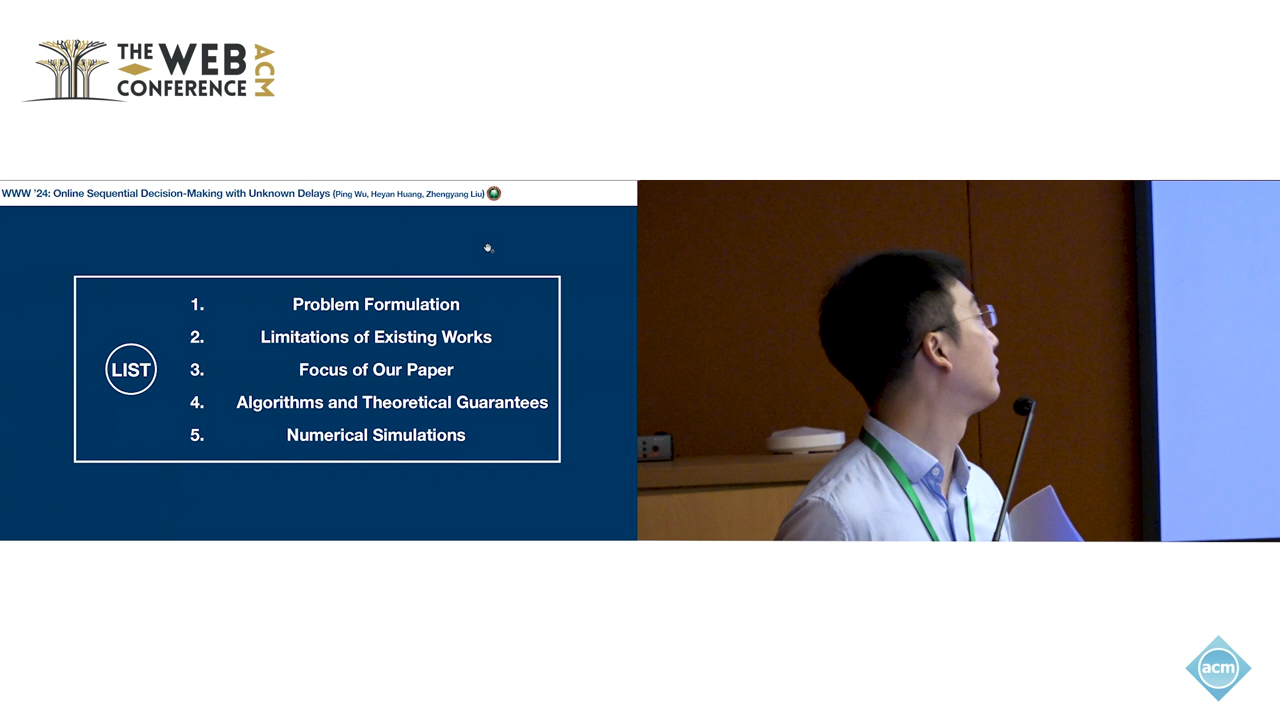 THE WEB
CONFERENCE
ACM
WWW '24: Online Sequential Decision-Making with Unknown Delays (Ping Wu, Heyan Huang, Zhengyang Liu)
LIST
1. Problem Formulation
2. Limitations of Existing Works
3. Focus of Our Paper
4. Algorithms and Theoretical Guarantees
5. Numerical Simulations
acm